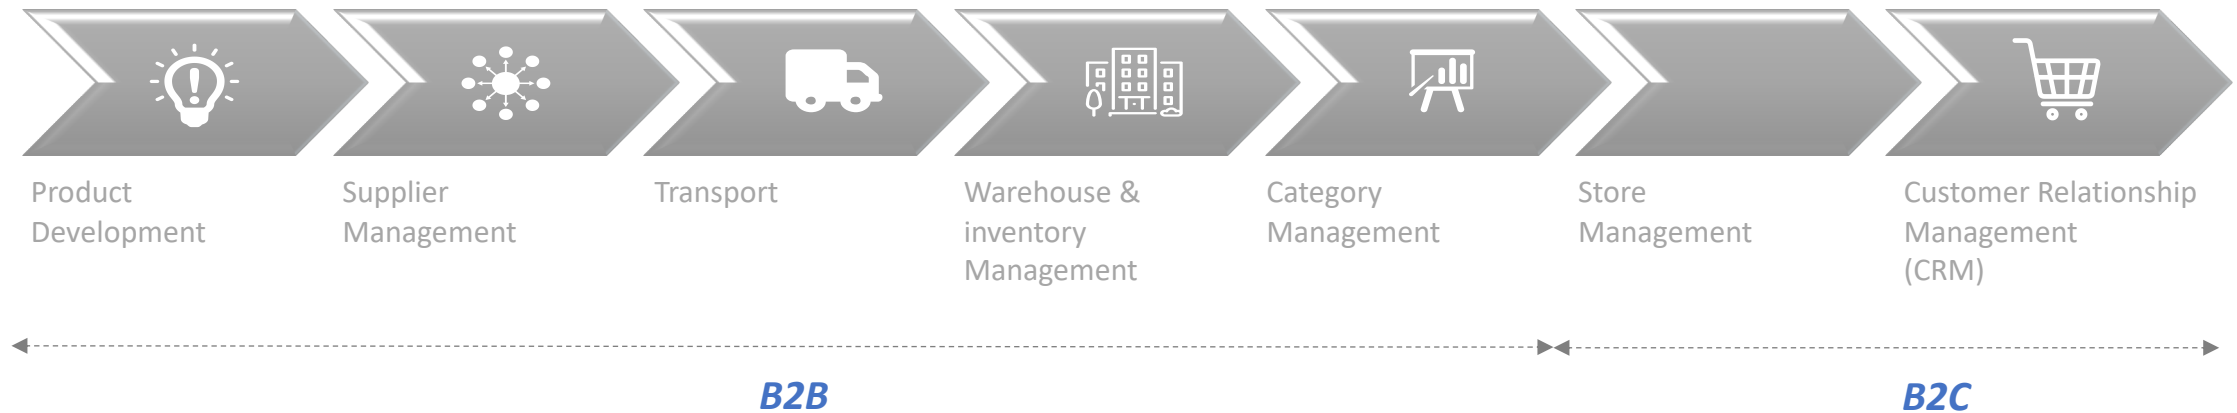 Product
Development
Supplier
Management
Transport
Warehouse &
inventory
Management
Category
Management
Store
Management
Customer Relationship
Management
(CRM)
B2B
B2C